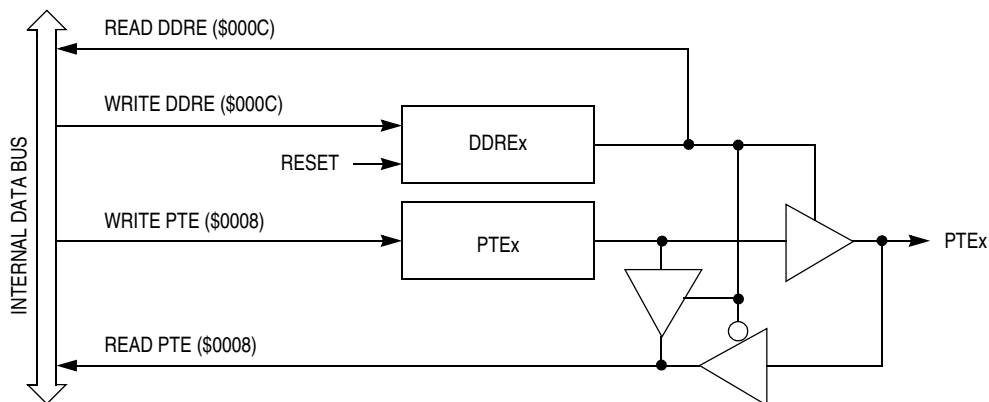 READ DDRE ($000C)
WRITE DDRE ($000C)
DDREx
RESET
INTERNAL DATA BUS
WRITE PTE ($0008)
PTEx
PTEx
READ PTE ($0008)